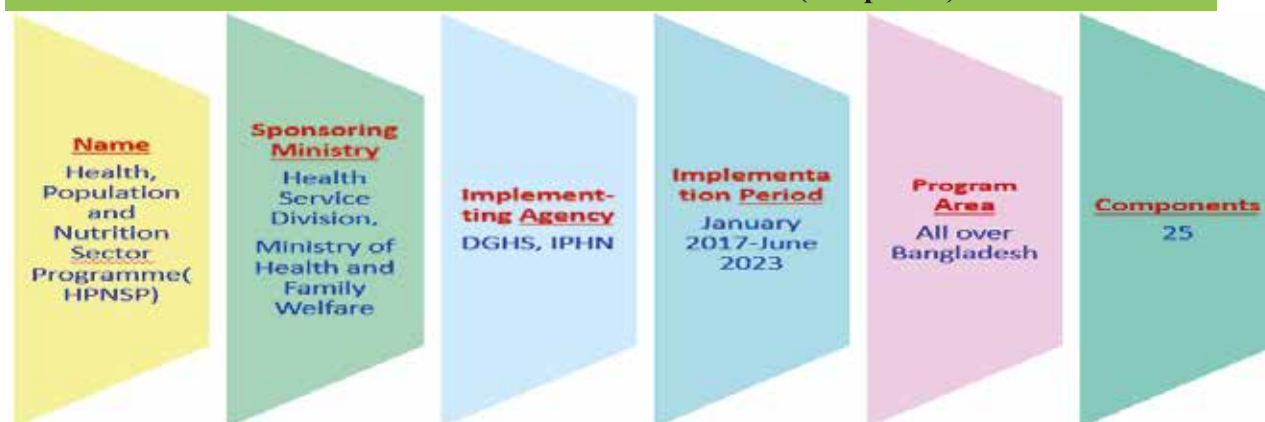 Name
Health,
Population
and
Nutrition
Sector
Programme(
HPNSP)
Sponsoring
Ministry
Health
Service
Division,
Ministry of
Health and
Family
Welfare
Implement-
ting Agency
DGHS, IPHN
Implementa
tion Period
January
2017-June
2023
Program
Area
All over
Bangladesh
Components
25